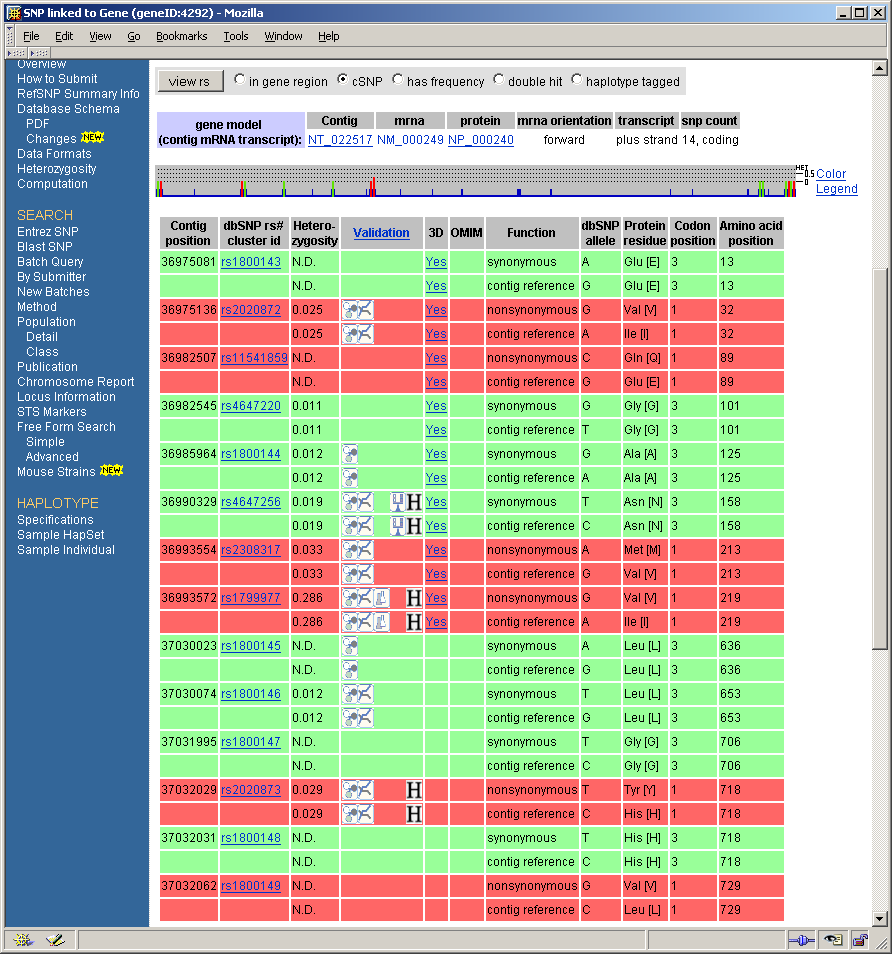 SNP linked to Gene (geneID:4292) - Mozilla
File Edit View Go Bookmarks Tools Window Help
Overview
How to Submit
RefSNP Summary Info
Database Schema
PDF
Changes NEW
Data Formats
Heterozygosity
Computation
SEARCH
Entrez SNP
Blast SNP
Batch Query
By Submitter
New Batches
Method
Population
Detail
Class
Publication
Chromosome Report
Locus Information
STS Markers
Free Form Search
Simple
Advanced
Mouse Strains NEW
HAPLOTYPE
Specifications
Sample HapSet
Sample Individual
view rs in gene region cSNP has frequency double hit haplotype tagged
gene model
(contig mRNA transcript): Contig mrna protein mrna orientation transcript snp count
NT_022517 NM_000249 NP_000240 forward plus strand 14, coding
HET
0.5
0
Color
Legend
Contig position dbSNP rs# cluster id Hetero-zygosity Validation 3D OMIM Function dbSNP allele Protein residue Codon position Amino acid position
36975081 rs1800143 N.D. Yes synonymous A Glu [E] 3 13
N.D. Yes contig reference G Glu [E] 3 13
36975136 rs2020872 0.025 Yes nonsynonymous G Val [V] 1 32
0.025 Yes contig reference A Ile [I] 1 32
36982507 rs11541859 N.D. Yes nonsynonymous C Gln [Q] 1 89
N.D. Yes contig reference G Glu [E] 1 89
36982545 rs4647220 0.011 Yes synonymous G Gly [G] 3 101
0.011 Yes contig reference T Gly [G] 3 101
36985964 rs1800144 0.012 Yes synonymous G Ala [A] 3 125
0.012 Yes contig reference A Ala [A] 3 125
36990329 rs4647256 0.019 H Yes synonymous T Asn [N] 3 158
0.019 H Yes contig reference C Asn [N] 3 158
36993554 rs2308317 0.033 Yes nonsynonymous A Met [M] 1 213
0.033 Yes contig reference G Val [V] 1 213
36993572 rs1799977 0.286 H Yes nonsynonymous G Val [V] 1 219
0.286 H Yes contig reference A Ile [I] 1 219
37030023 rs1800145 N.D. synonymous A Leu [L] 3 636
N.D. contig reference G Leu [L] 3 636
37030074 rs1800146 0.012 synonymous T Leu [L] 3 653
0.012 contig reference G Leu [L] 3 653
37031995 rs1800147 N.D. synonymous T Gly [G] 3 706
N.D. contig reference C Gly [G] 3 706
37032029 rs2020873 0.029 H nonsynonymous T Tyr [Y] 1 718
0.029 H contig reference C His [H] 1 718
37032031 rs1800148 N.D. synonymous T His [H] 3 718
N.D. contig reference C His [H] 3 718
37032062 rs1800149 N.D. nonsynonymous G Val [V] 1 729
N.D. contig reference C Leu [L] 1 729